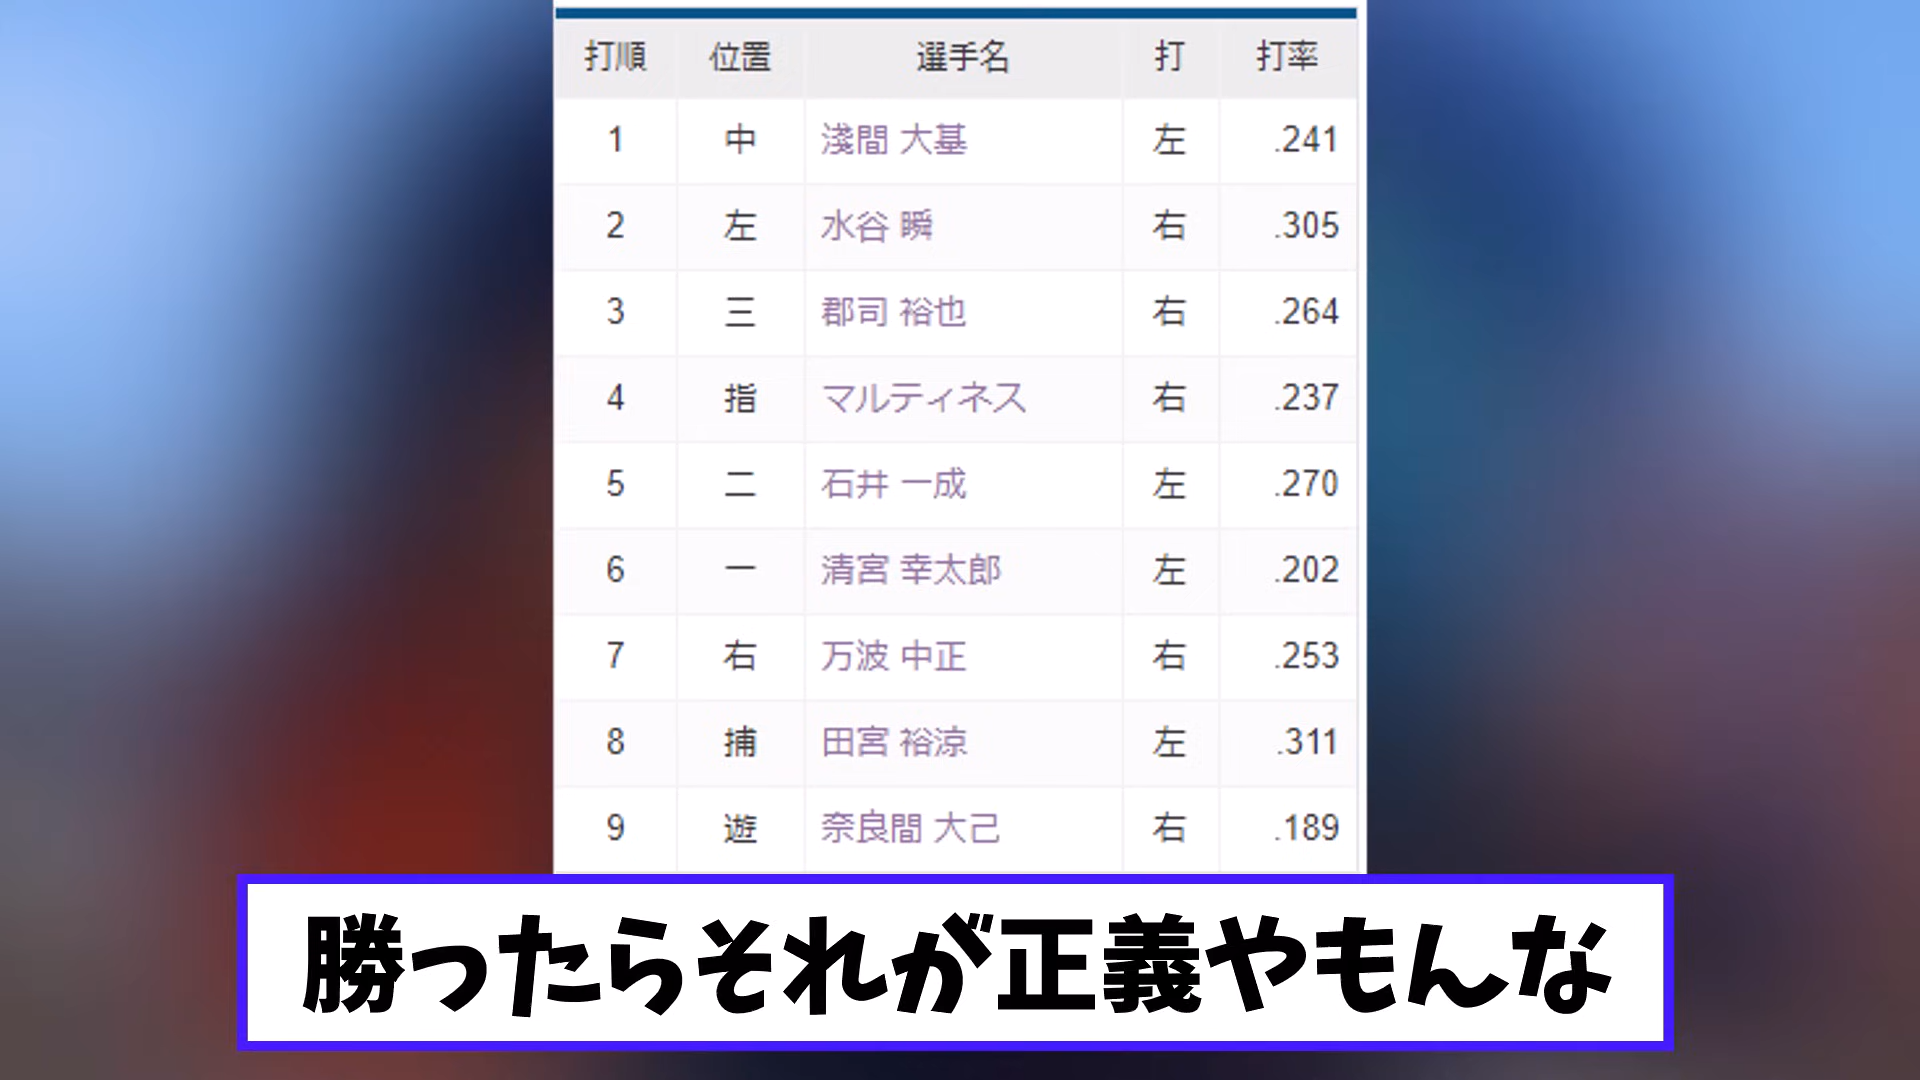 打順 位置 選手名 打 打率
1 中 淺間 大基 左 .241
2 左 水谷 瞬 右 .305
3 三 郡司 裕也 右 .264
4 指 マルティネス 右 .237
5 二 石井 一成 左 .270
6 一 清宮 幸太郎 左 .202
7 右 万波 中正 右 .253
8 捕 田宮 裕涼 左 .311
9 遊 奈良間 大己 右 .189
勝ったらそれが正義やもんな